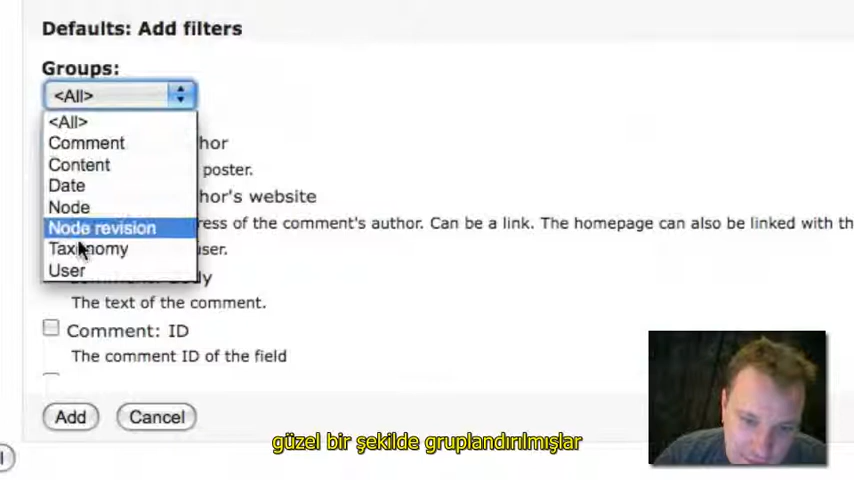 Defaults: Add filters
Groups:
<All>
<All>
Comment
Content
Date
Node
Node revision
Taxonomy
User
hor
poster.
hor's website
ress of the comment's author. Can be a link. The homepage can also be linked with th
user.
The text of the comment.
Comment: ID
The comment ID of the field
Add
Cancel
güzel bir şekilde gruplandırılmışlar